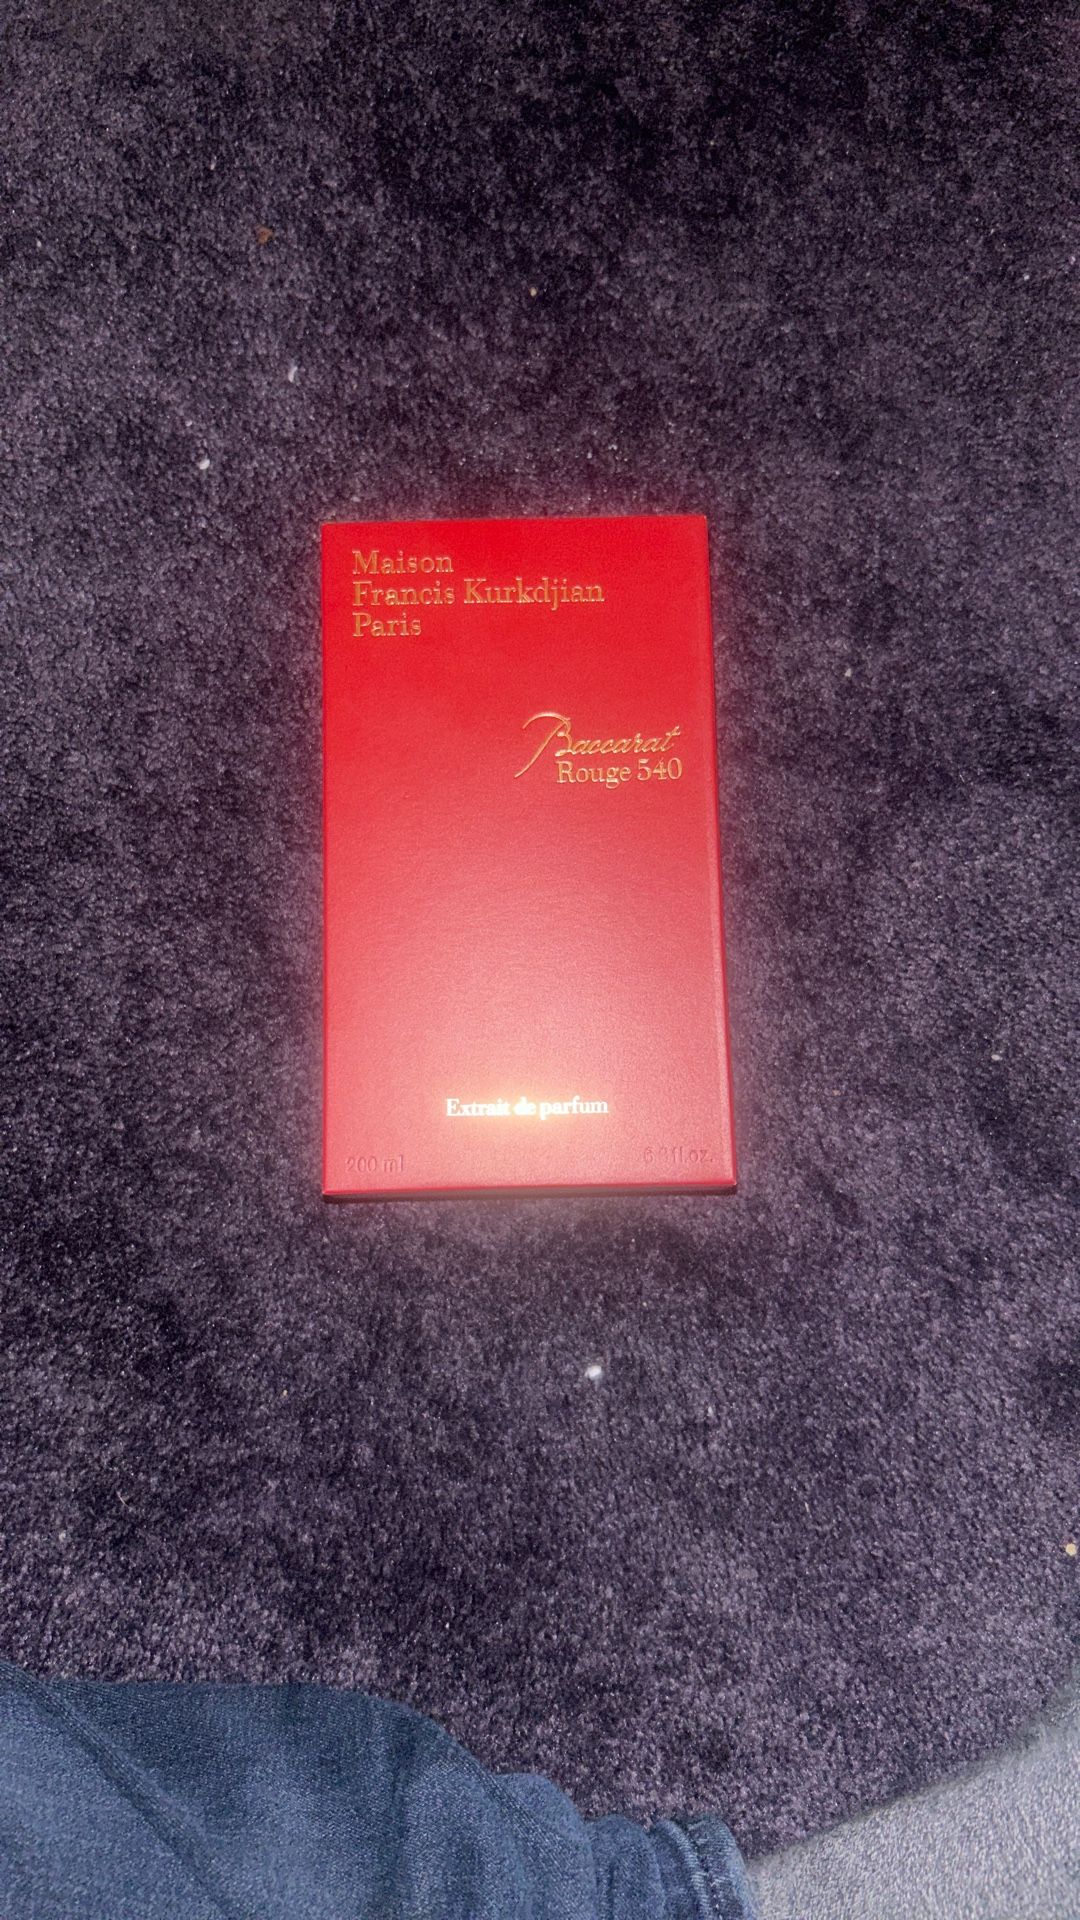 Maison
Francis Kurkdjian
Paris
Baccarat
Rouge 540
Extrait de parfum
200 ml 6.8 fl.oz.